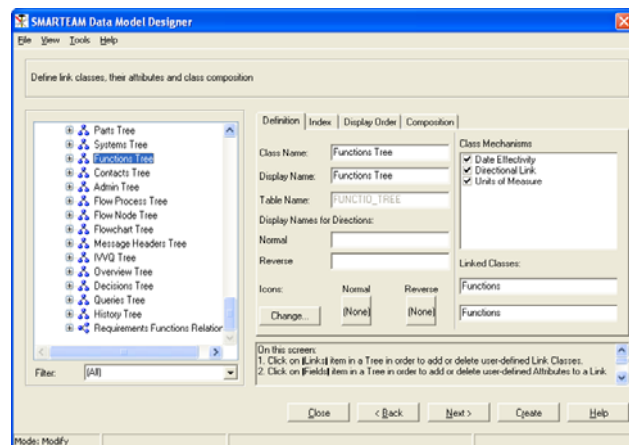 SMARTEAM Data Model Designer
File View Tools Help
Define link classes, their attributes and class composition
Parts Tree
Systems Tree
Functions Tree
Contacts Tree
Admin Tree
Flow Process Tree
Flow Node Tree
Flowchart Tree
Message Headers Tree
IVVQ Tree
Overview Tree
Decisions Tree
Queries Tree
History Tree
Requirements Functions Relation
Filter: (All)
Definition Index Display Order Composition
Class Name: Functions Tree
Display Name: Functions Tree
Table Name: FUNCTIO_TREE
Display Names for Directions:
Normal
Reverse
Icons: Normal Reverse
Change... (None) (None)
Class Mechanisms
Date Effectivity
Directional Link
Units of Measure
Linked Classes:
Functions
Functions
On this screen:
1. Click on |Links| item in a Tree in order to add or delete user-defined Link Classes.
2. Click on |Fields| item in a Tree in order to add or delete user-defined Attributes to a Link
Close < Back Next > Create Help
Mode: Modify